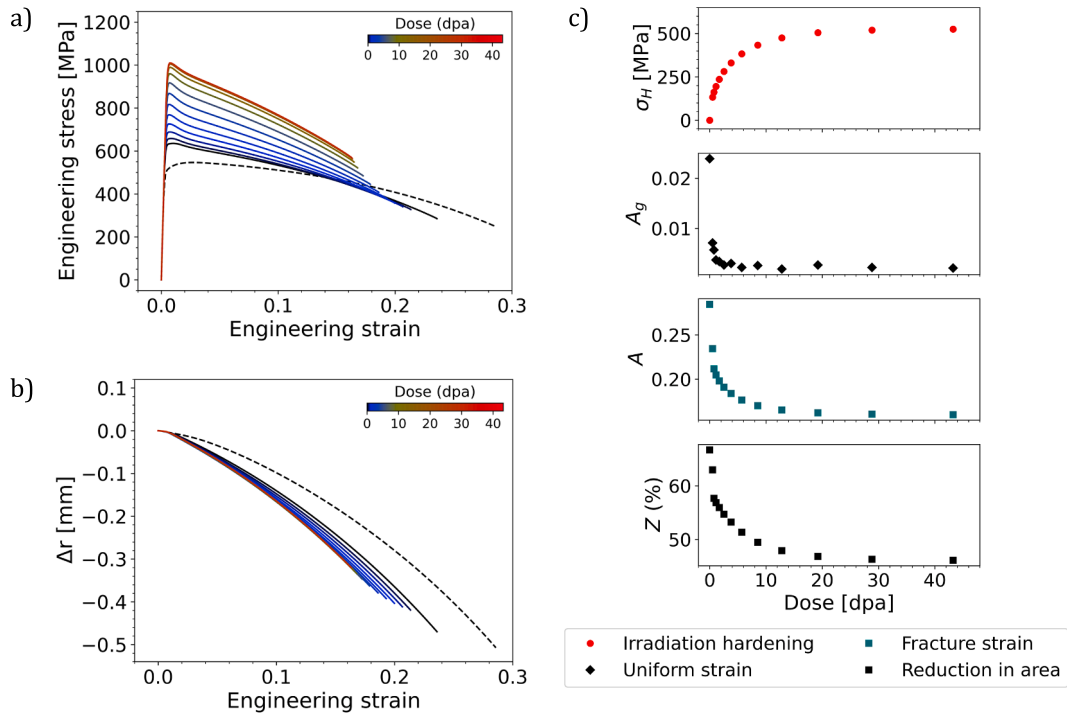 a)
Engineering stress [MPa]
1200
1000
800
600
400
200
0
0.0
0.1
0.2
0.3
Engineering strain
Dose (dpa)
0
10
20
30
40
b)
Δr [mm]
0.1
0.0
−0.1
−0.2
−0.3
−0.4
−0.5
0.0
0.1
0.2
0.3
Engineering strain
Dose (dpa)
0
10
20
30
40
c)
σH [MPa]
500
250
0
Ag
0.02
0.01
A
0.25
0.20
Z (%)
60
50
0
10
20
30
40
Dose [dpa]
Irradiation hardening
Uniform strain
Fracture strain
Reduction in area